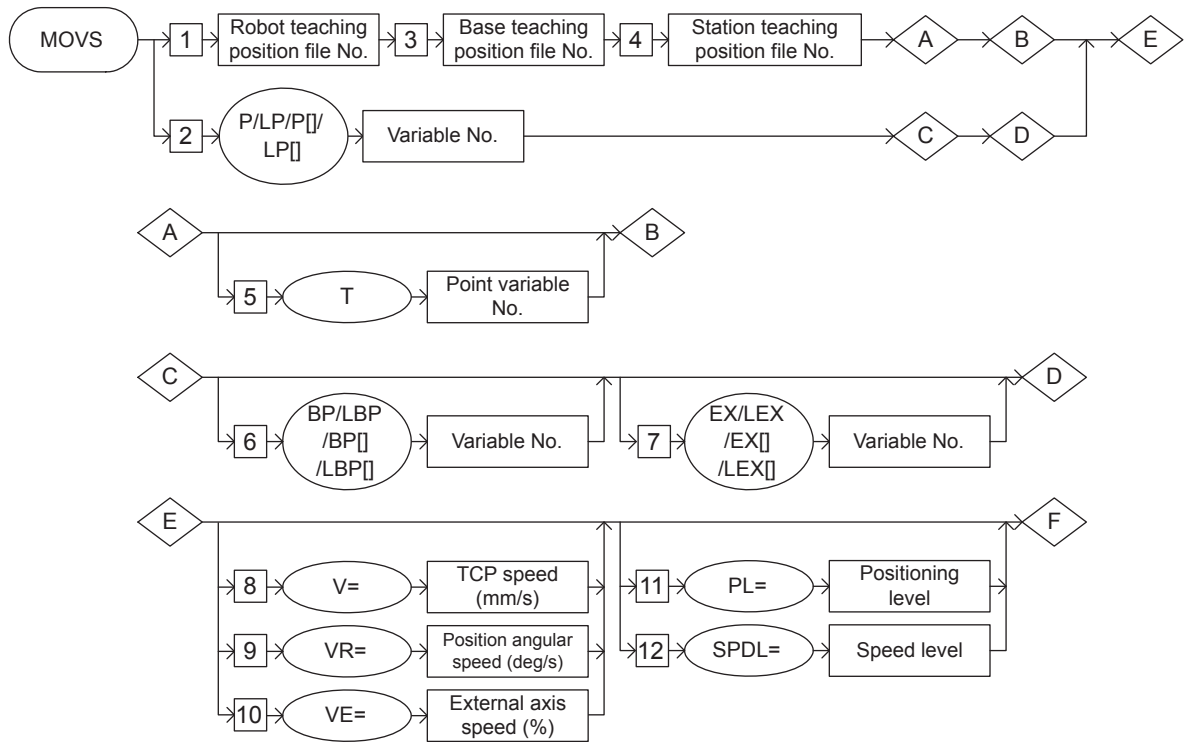 MOVS
1
Robot teaching
position file No.
3
Base teaching
position file No.
4
Station teaching
position file No.
A
B
E
2
P/LP/P[]/
LP[]
Variable No.
C
D
A
B
5
T
Point variable
No.
C
D
6
BP/LBP
/BP[]
/LBP[]
Variable No.
7
EX/LEX
/EX[]
/LEX[]
Variable No.
E
F
8
V=
TCP speed
(mm/s)
11
PL=
Positioning
level
9
VR=
Position angular
speed (deg/s)
12
SPDL=
Speed level
10
VE=
External axis
speed (%)